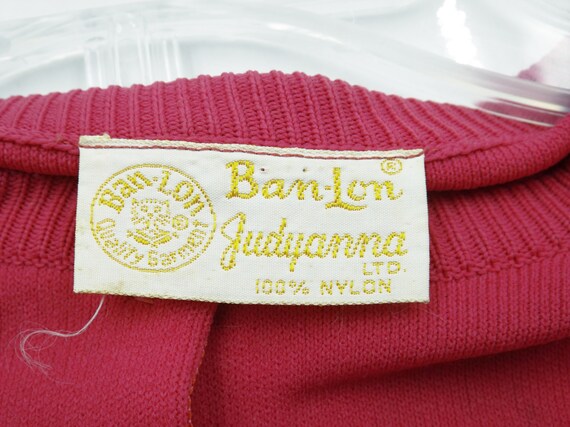 Ban-Lon
®
Quality Garment
Ban-Lon®
Judyanna
LTD.
100% NYLON